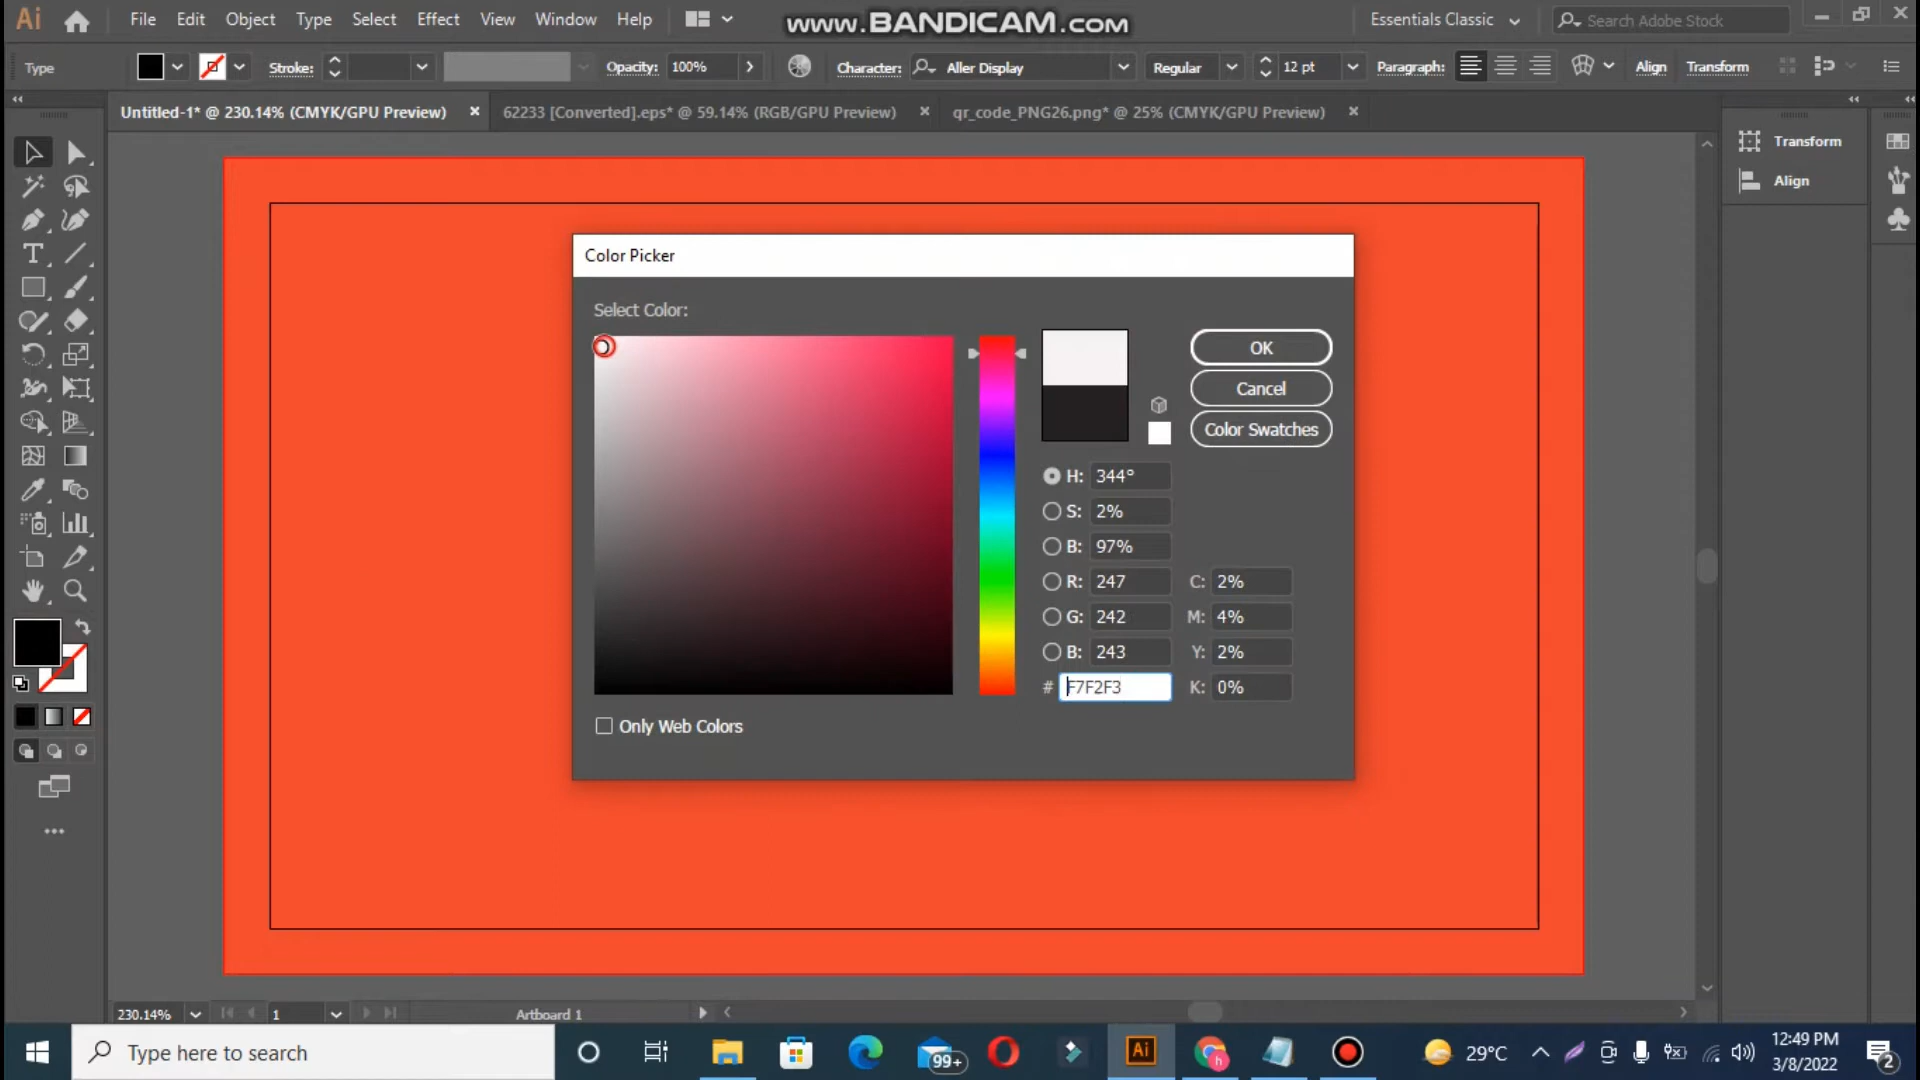 Ai File Edit Object Type Select Effect View Window Help www.BANDICAM.com Essentials Classic Search Adobe Stock
Type Stroke: Opacity: 100% Character: Aller Display Regular 12 pt Paragraph: Align Transform
Untitled-1* @ 230.14% (CMYK/GPU Preview) 62233 [Converted].eps* @ 59.14% (RGB/GPU Preview) qr_code_PNG26.png* @ 25% (CMYK/GPU Preview)
Transform
Align
Color Picker
Select Color:
OK
Cancel
Color Swatches
H: 344°
S: 2%
B: 97%
R: 247 C: 2%
G: 242 M: 4%
B: 243 Y: 2%
# F7F2F3 K: 0%
Only Web Colors
230.14% 1 Artboard 1
Type here to search 99+ Ai h 29°C 12:49 PM
3/8/2022 2